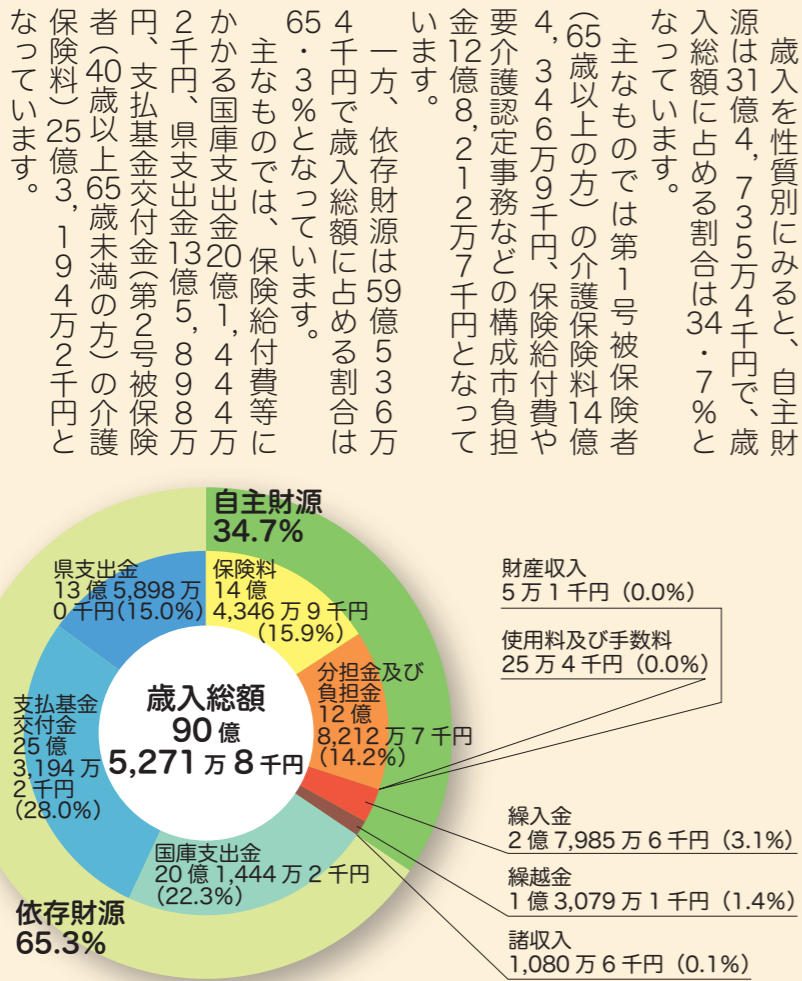 歳入を性質別にみると、自主財
源は31億4,735万4千円で、歳
入総額に占める割合は34・7%と
なっています。
主なものでは第1号被保険者
(65歳以上の方)の介護保険料14億
4,346万9千円、保険給付費や
要介護認定事務などの構成市負担
金12億8,212万7千円となって
います。
一方、依存財源は59億536万
4千円で歳入総額に占める割合は
65・3%となっています。
主なものでは、保険給付費等に
かかる国庫支出金20億1,444万
2千円、県支出金13億5,898万
円、支払基金交付金(第2号被保険
者(40歳以上65歳未満の方)の介護
保険料)25億3,194万2千円と
なっています。
自主財源
34.7%
県支出金
13億5,898万
0千円(15.0%)
保険料
14億
4,346万9千円
(15.9%)
分担金及び
負担金
12億
8,212万7千円
(14.2%)
歳入総額
90億
5,271万8千円
支払基金
交付金
25億
3,194万
2千円
(28.0%)
国庫支出金
20億1,444万2千円
(22.3%)
依存財源
65.3%
財産収入
5万1千円(0.0%)
使用料及び手数料
25万4千円(0.0%)
繰入金
2億7,985万6千円(3.1%)
繰越金
1億3,079万1千円(1.4%)
諸収入
1,080万6千円(0.1%)